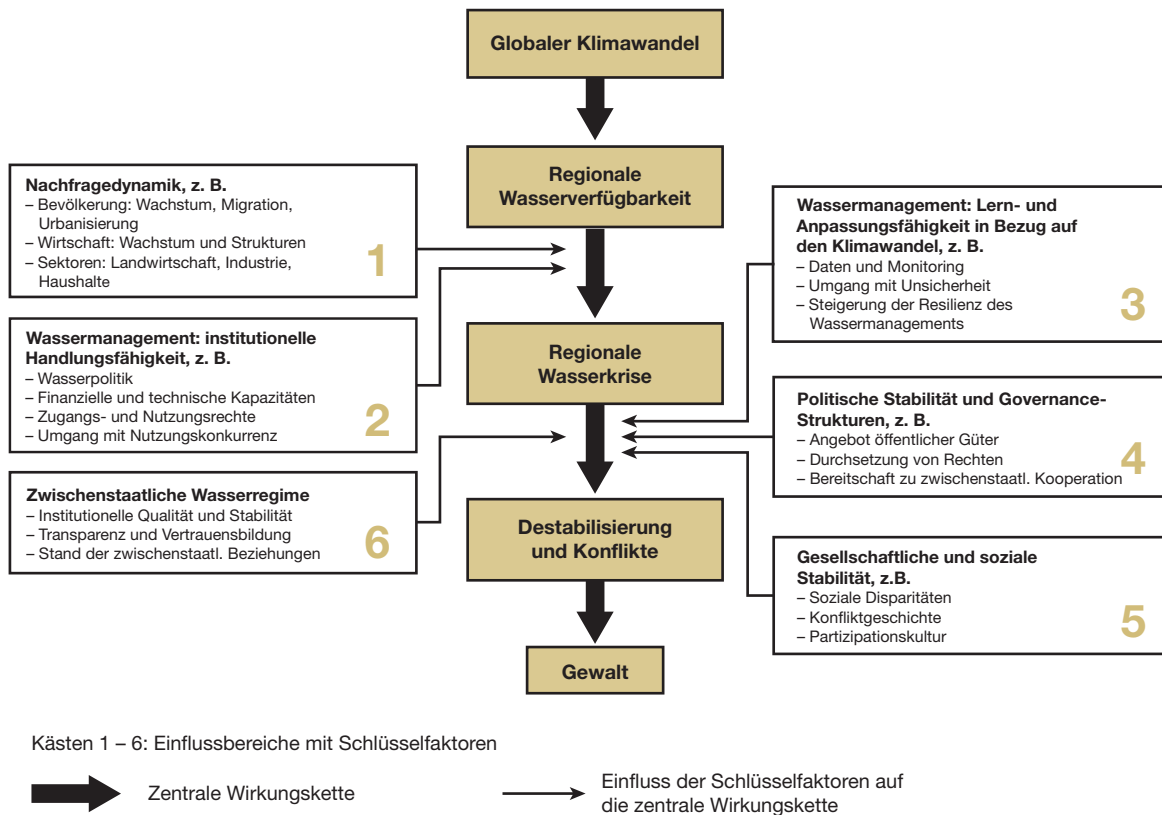 Globaler Klimawandel
Regionale
Wasserverfügbarkeit
Nachfragedynamik, z. B.
– Bevölkerung: Wachstum, Migration,
Urbanisierung
– Wirtschaft: Wachstum und Strukturen
– Sektoren: Landwirtschaft, Industrie,
Haushalte
1
Wassermanagement: institutionelle
Handlungsfähigkeit, z. B.
– Wasserpolitik
– Finanzielle und technische Kapazitäten
– Zugangs- und Nutzungsrechte
– Umgang mit Nutzungskonkurrenz
2
Wassermanagement: Lern- und
Anpassungsfähigkeit in Bezug auf
den Klimawandel, z. B.
– Daten und Monitoring
– Umgang mit Unsicherheit
– Steigerung der Resilienz des
Wassermanagements
3
Regionale
Wasserkrise
Politische Stabilität und Governance-
Strukturen, z. B.
– Angebot öffentlicher Güter
– Durchsetzung von Rechten
– Bereitschaft zu zwischenstaatl. Kooperation
4
Zwischenstaatliche Wasserregime
– Institutionelle Qualität und Stabilität
– Transparenz und Vertrauensbildung
– Stand der zwischenstaatl. Beziehungen
6
Destabilisierung
und Konflikte
Gesellschaftliche und soziale
Stabilität, z.B.
– Soziale Disparitäten
– Konfliktgeschichte
– Partizipationskultur
5
Gewalt
Kästen 1 – 6: Einflussbereiche mit Schlüsselfaktoren
Zentrale Wirkungskette
Einfluss der Schlüsselfaktoren auf
die zentrale Wirkungskette